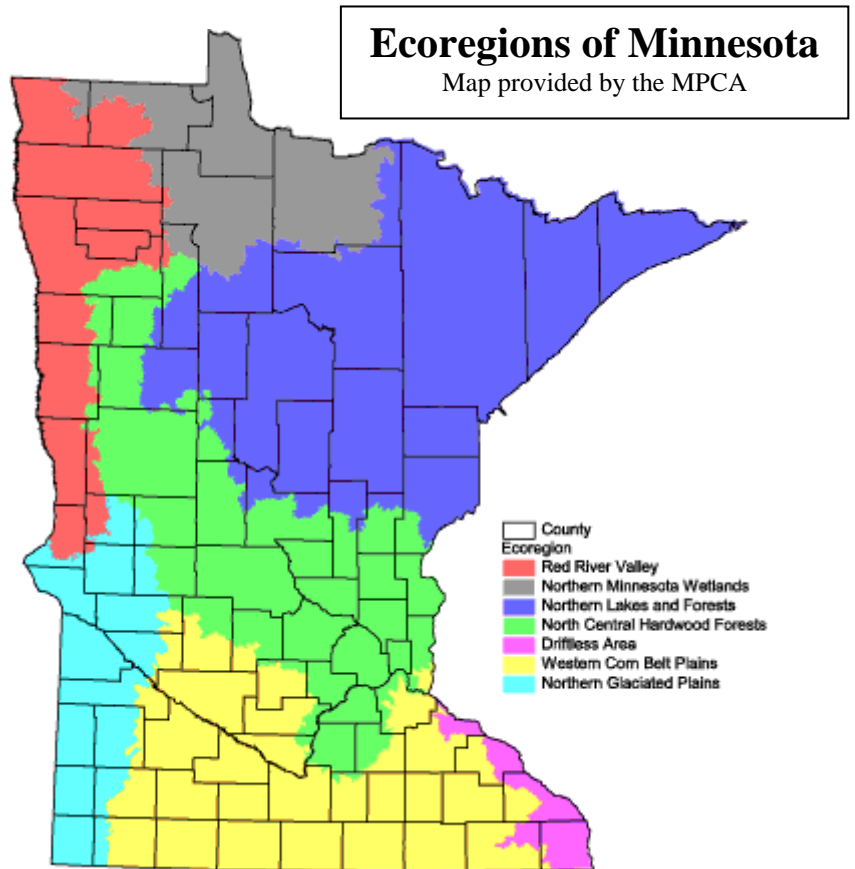 Ecoregions of Minnesota
Map provided by the MPCA
County
Ecoregion
Red River Valley
Northern Minnesota Wetlands
Northern Lakes and Forests
North Central Hardwood Forests
Driftless Area
Western Corn Belt Plains
Northern Glaciated Plains